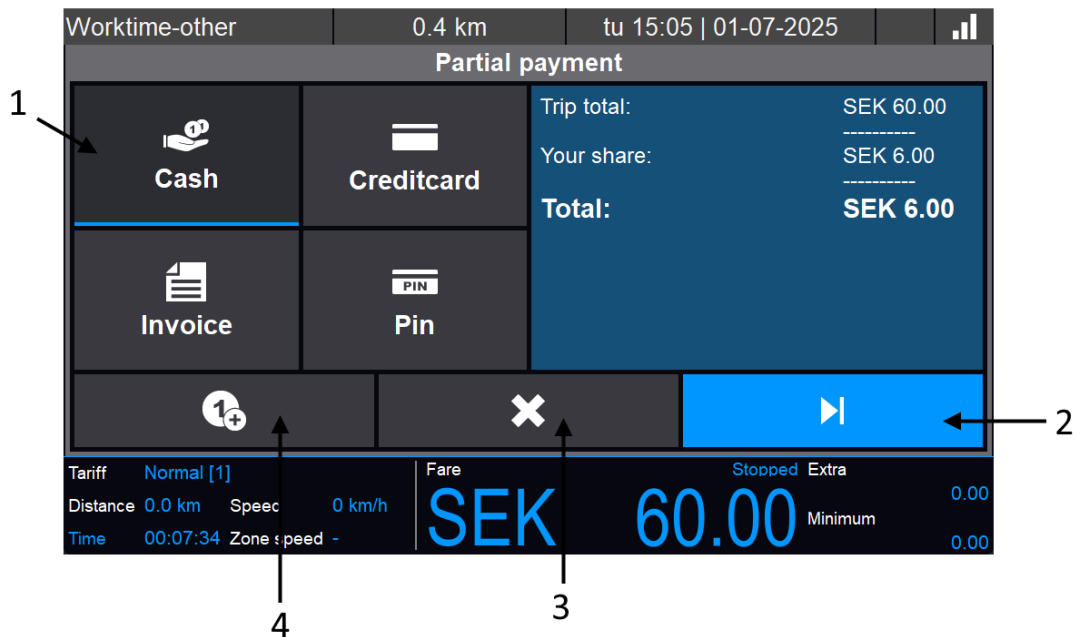 Worktime-other 0.4 km tu 15:05 | 01-07-2025
Partial payment
1
Cash
Creditcard
Invoice
PIN
Pin
Trip total: SEK 60.00
----------
Your share: SEK 6.00
----------
Total: SEK 6.00
1+
2
Tariff Normal [1]
Distance 0.0 km Speed 0 km/h
Time 00:07:34 Zone speed -
Fare Stopped
SEK 60.00
Extra 0.00
Minimum 0.00
3
4